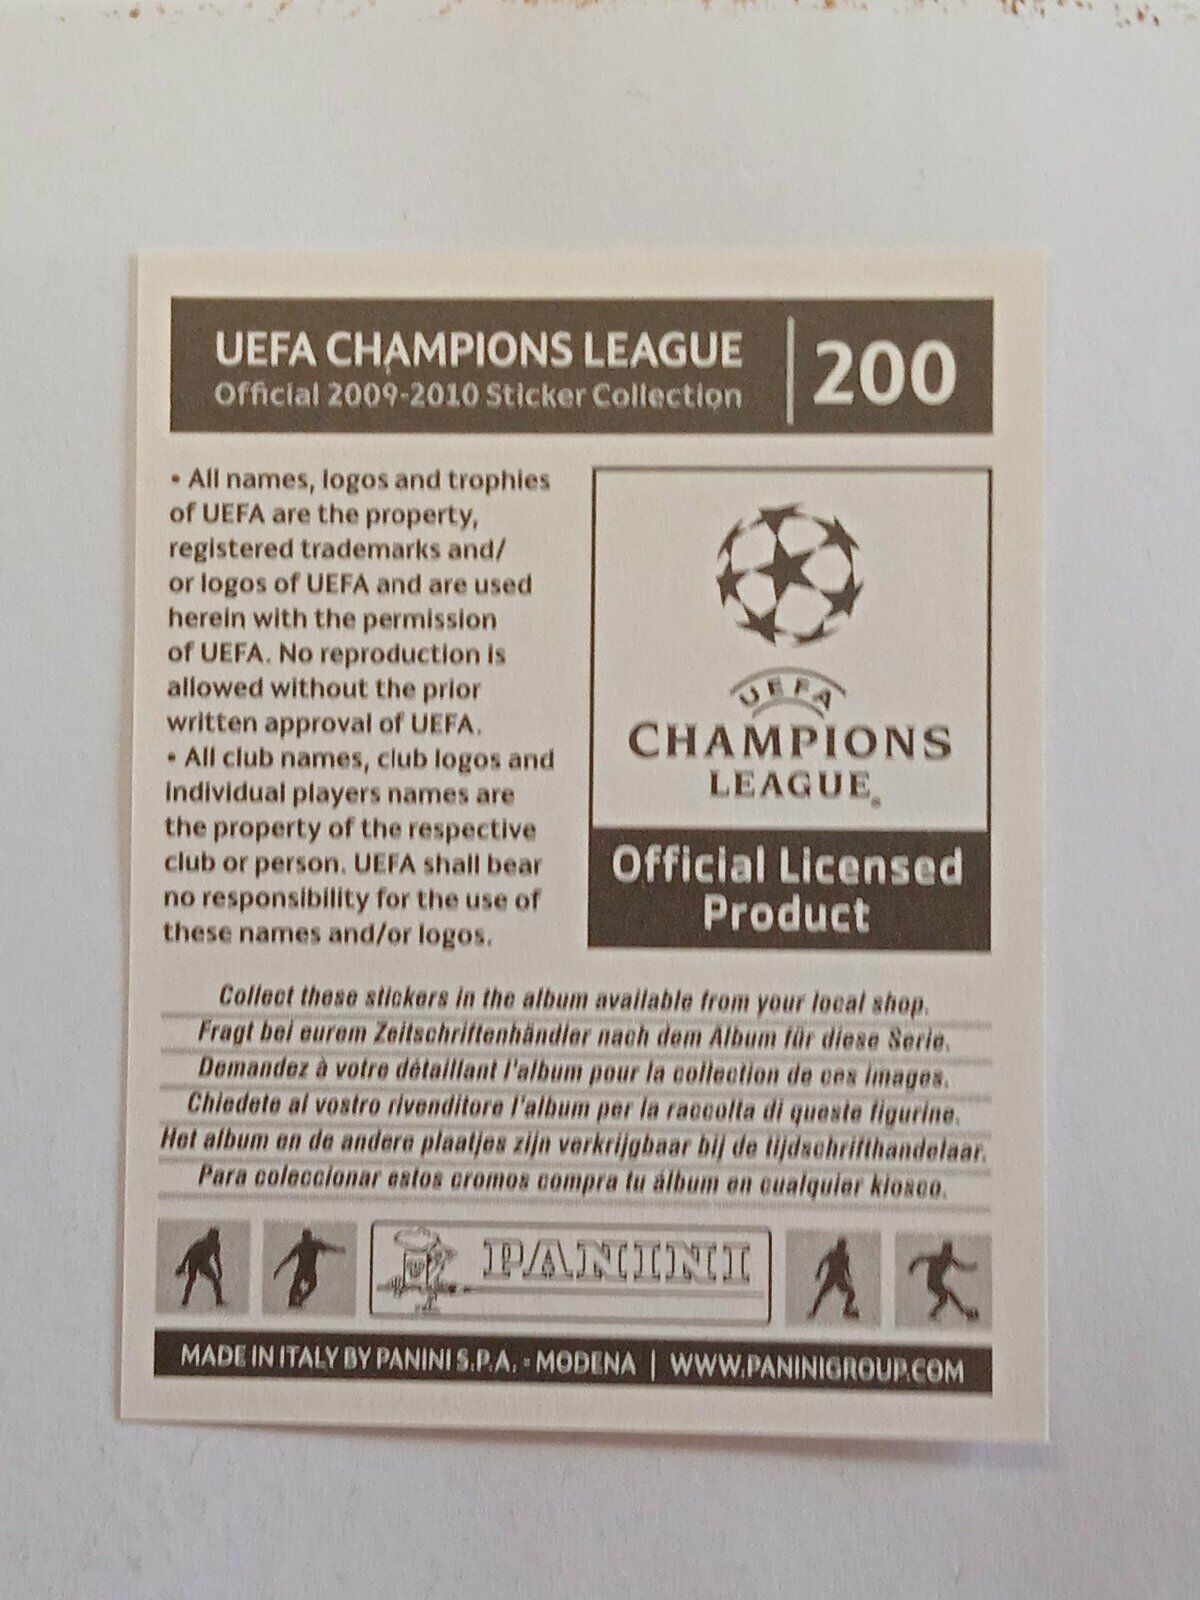 UEFA CHAMPIONS LEAGUE
Official 2009-2010 Sticker Collection
200
• All names, logos and trophies
of UEFA are the property,
registered trademarks and/
or logos of UEFA and are used
herein with the permission
of UEFA. No reproduction is
allowed without the prior
written approval of UEFA.
• All club names, club logos and
individual players names are
the property of the respective
club or person. UEFA shall bear
no responsibility for the use of
these names and/or logos.
UEFA
CHAMPIONS
LEAGUE®
Official Licensed
Product
Collect these stickers in the album available from your local shop.
Fragt bei eurem Zeitschriftenhändler nach dem Album für diese Serie.
Demandez à votre détaillant l'album pour la collection de ces images.
Chiedete al vostro rivenditore l'album per la raccolta di queste figurine.
Het album en de andere plaatjes zijn verkrijgbaar bij de tijdschrifthandelaar.
Para coleccionar estos cromos compra tu álbum en cualquier kiosco.
PANINI
MADE IN ITALY BY PANINI S.P.A. - MODENA | WWW.PANINIGROUP.COM